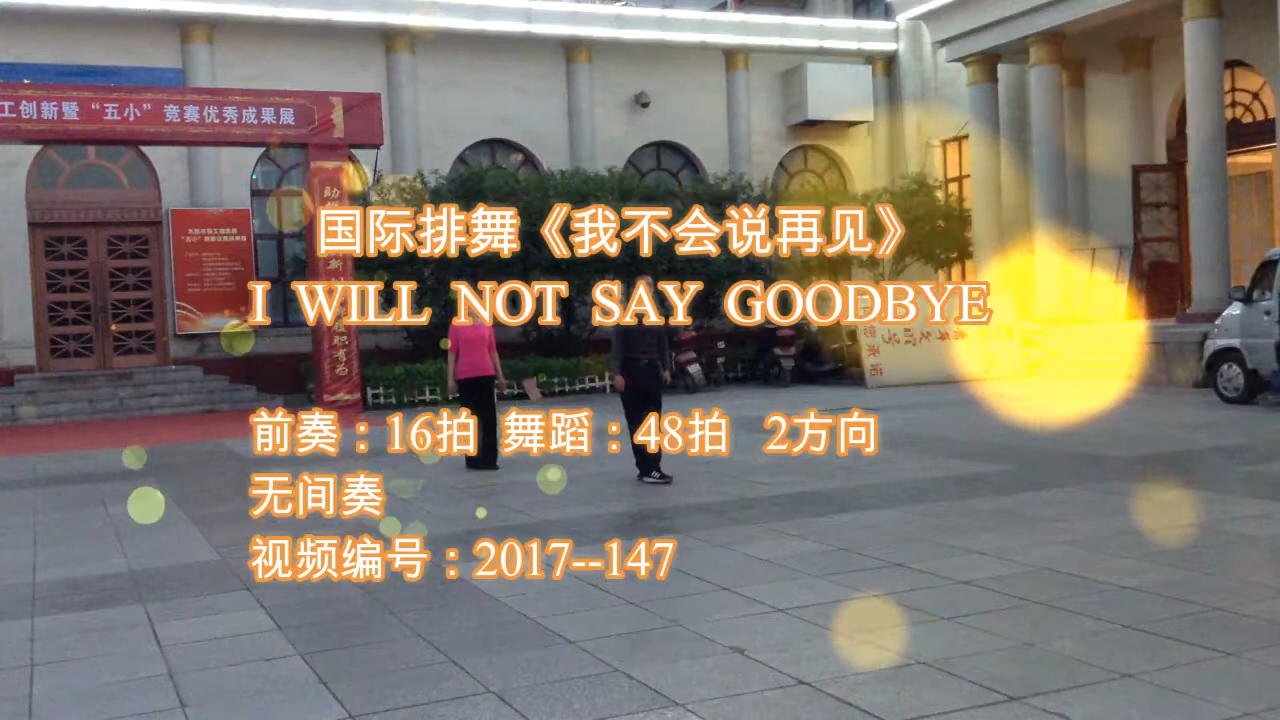 工创新暨“五小”竞赛优秀成果展
国际排舞《我不会说再见》
I WILL NOT SAY GOODBYE
前奏：16拍 舞蹈：48拍 2方向
无间奏
视频编号：2017--147